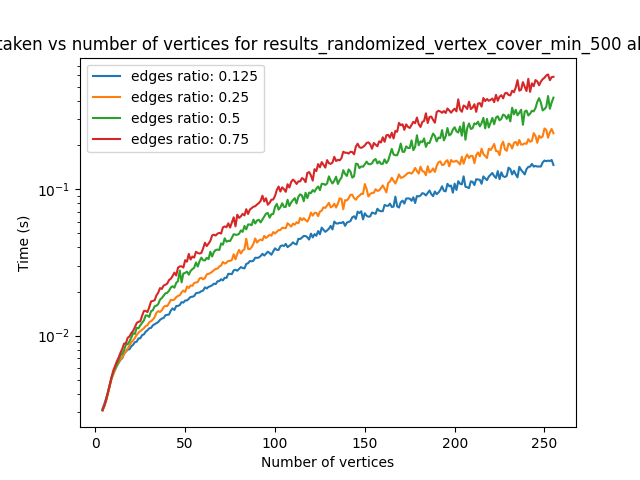 taken vs number of vertices for results_randomized_vertex_cover_min_500 al
edges ratio: 0.125
edges ratio: 0.25
edges ratio: 0.5
edges ratio: 0.75
10⁻¹
10⁻²
Time (s)
0 50 100 150 200 250
Number of vertices